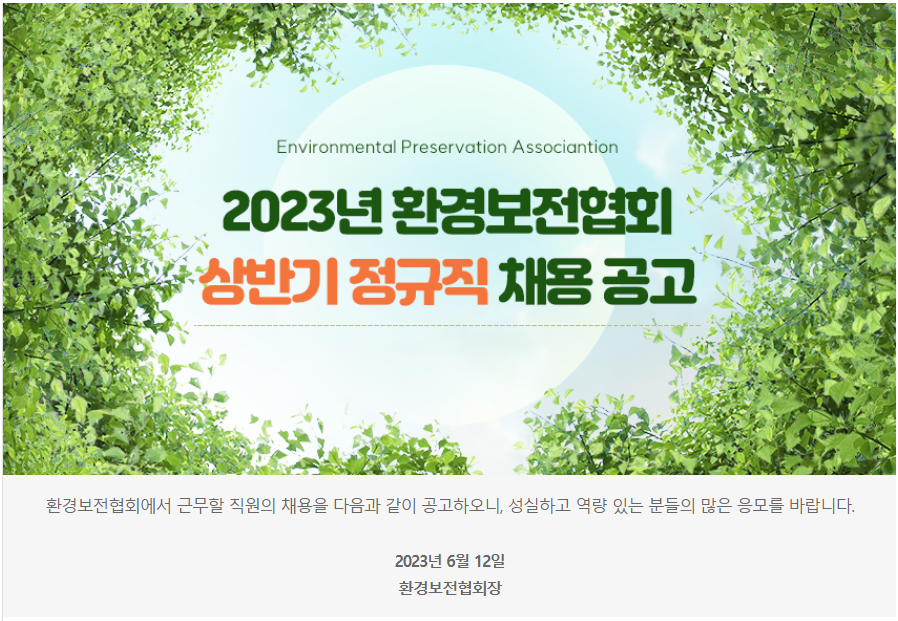 Environmental Preservation Associantion
2023년 환경보전협회
상반기 정규직 채용 공고
환경보전협회에서 근무할 직원의 채용을 다음과 같이 공고하오니, 성실하고 역량 있는 분들의 많은 응모를 바랍니다.
2023년 6월 12일
환경보전협회장